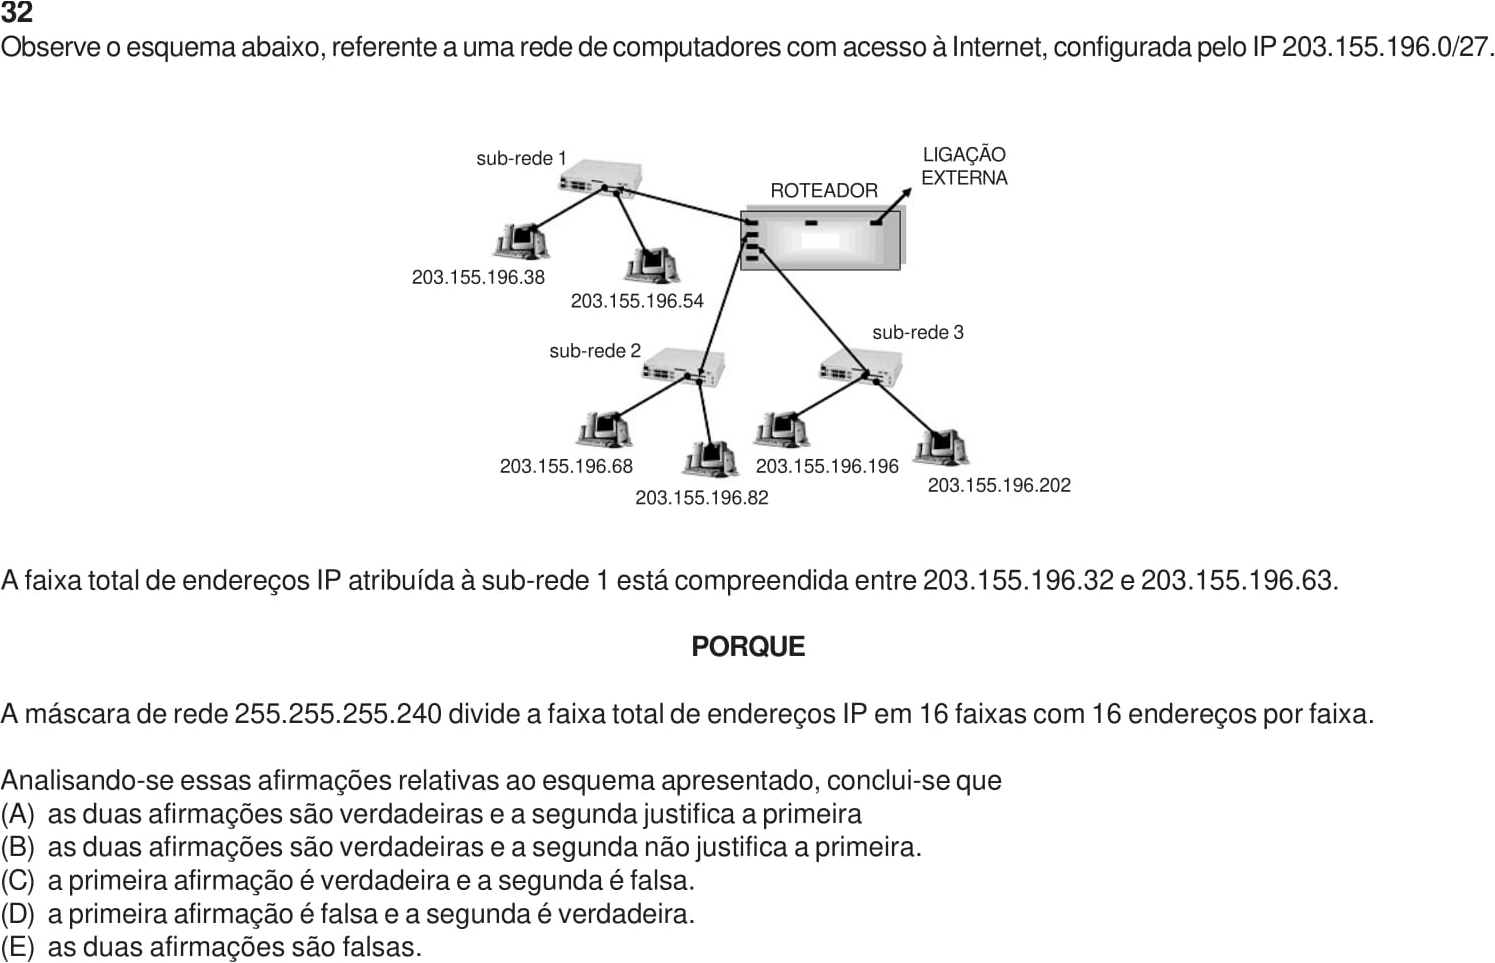 32
Observe o esquema abaixo, referente a uma rede de computadores com acesso à Internet, configurada pelo IP 203.155.196.0/27.
sub-rede 1
LIGAÇÃO
EXTERNA
ROTEADOR
203.155.196.38
203.155.196.54
sub-rede 3
sub-rede 2
203.155.196.68
203.155.196.196
203.155.196.202
203.155.196.82
A faixa total de endereços IP atribuída à sub-rede 1 está compreendida entre 203.155.196.32 e 203.155.196.63.
PORQUE
A máscara de rede 255.255.255.240 divide a faixa total de endereços IP em 16 faixas com 16 endereços por faixa.
Analisando-se essas afirmações relativas ao esquema apresentado, conclui-se que
(A) as duas afirmações são verdadeiras e a segunda justifica a primeira
(B) as duas afirmações são verdadeiras e a segunda não justifica a primeira.
(C) a primeira afirmação é verdadeira e a segunda é falsa.
(D) a primeira afirmação é falsa e a segunda é verdadeira.
(E) as duas afirmações são falsas.